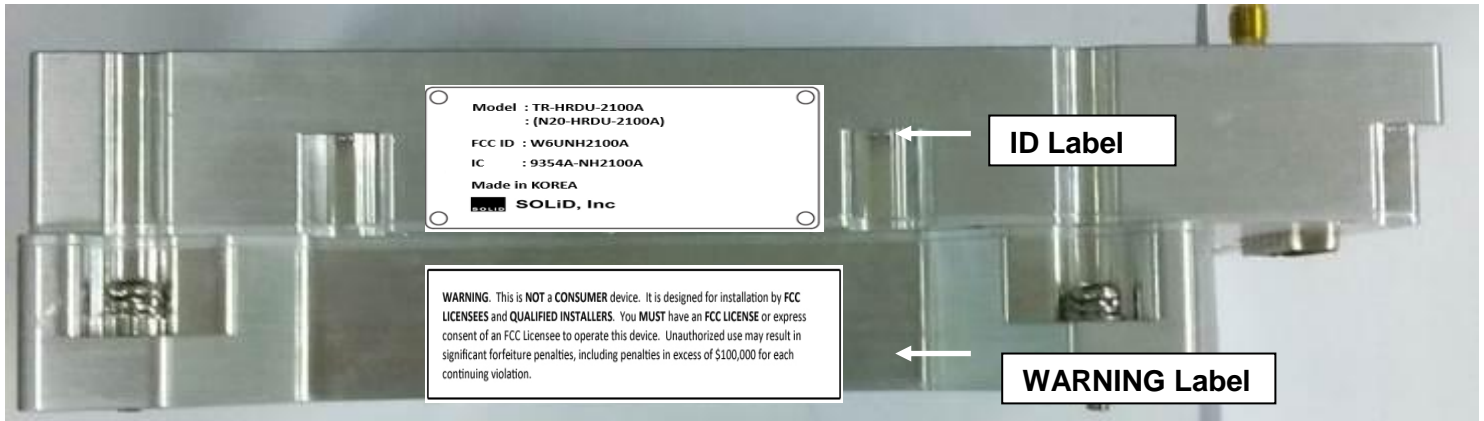 Model : TR-HRDU-2100A
: (N20-HRDU-2100A)
FCC ID : W6UNH2100A
IC : 9354A-NH2100A
Made in KOREA
SOLiD SOLiD, Inc
ID Label
WARNING. This is NOT a CONSUMER device. It is designed for installation by FCC
LICENSEES and QUALIFIED INSTALLERS. You MUST have an FCC LICENSE or express
consent of an FCC Licensee to operate this device. Unauthorized use may result in
significant forfeiture penalties, including penalties in excess of $100,000 for each
continuing violation.
WARNING Label